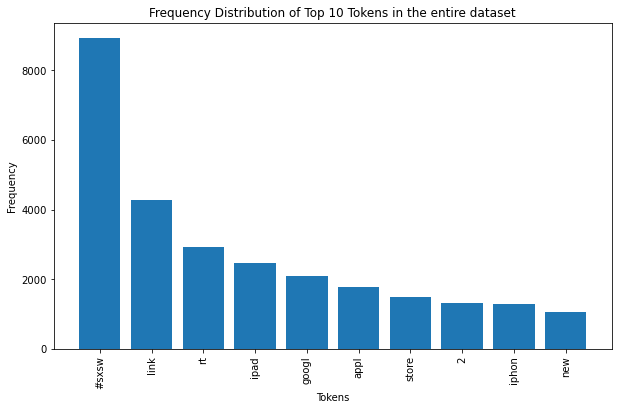 Frequency Distribution of Top 10 Tokens in the entire dataset
Frequency
8000
6000
4000
2000
0
#sxsw
link
rt
ipad
googl
appl
store
2
iphon
new
Tokens